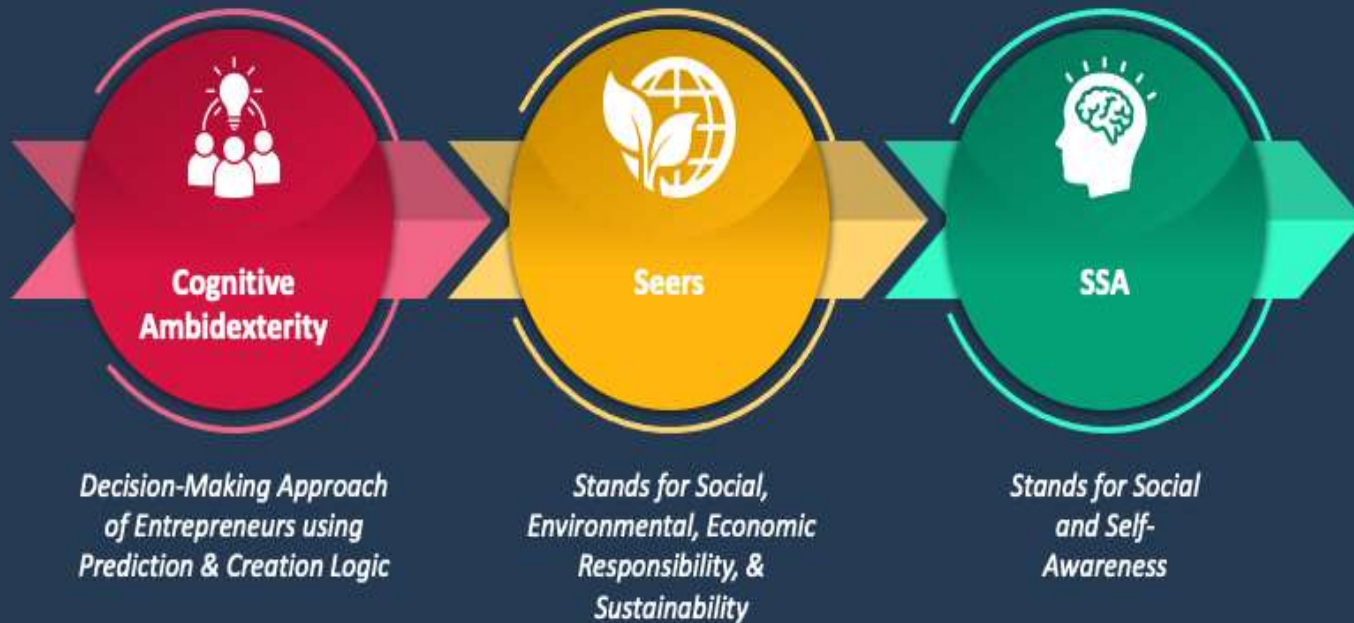 Cognitive
Ambidexterity
Decision-Making Approach
of Entrepreneurs using
Prediction & Creation Logic
Seers
Stands for Social,
Environmental, Economic
Responsibility, &
Sustainability
SSA
Stands for Social
and Self-
Awareness